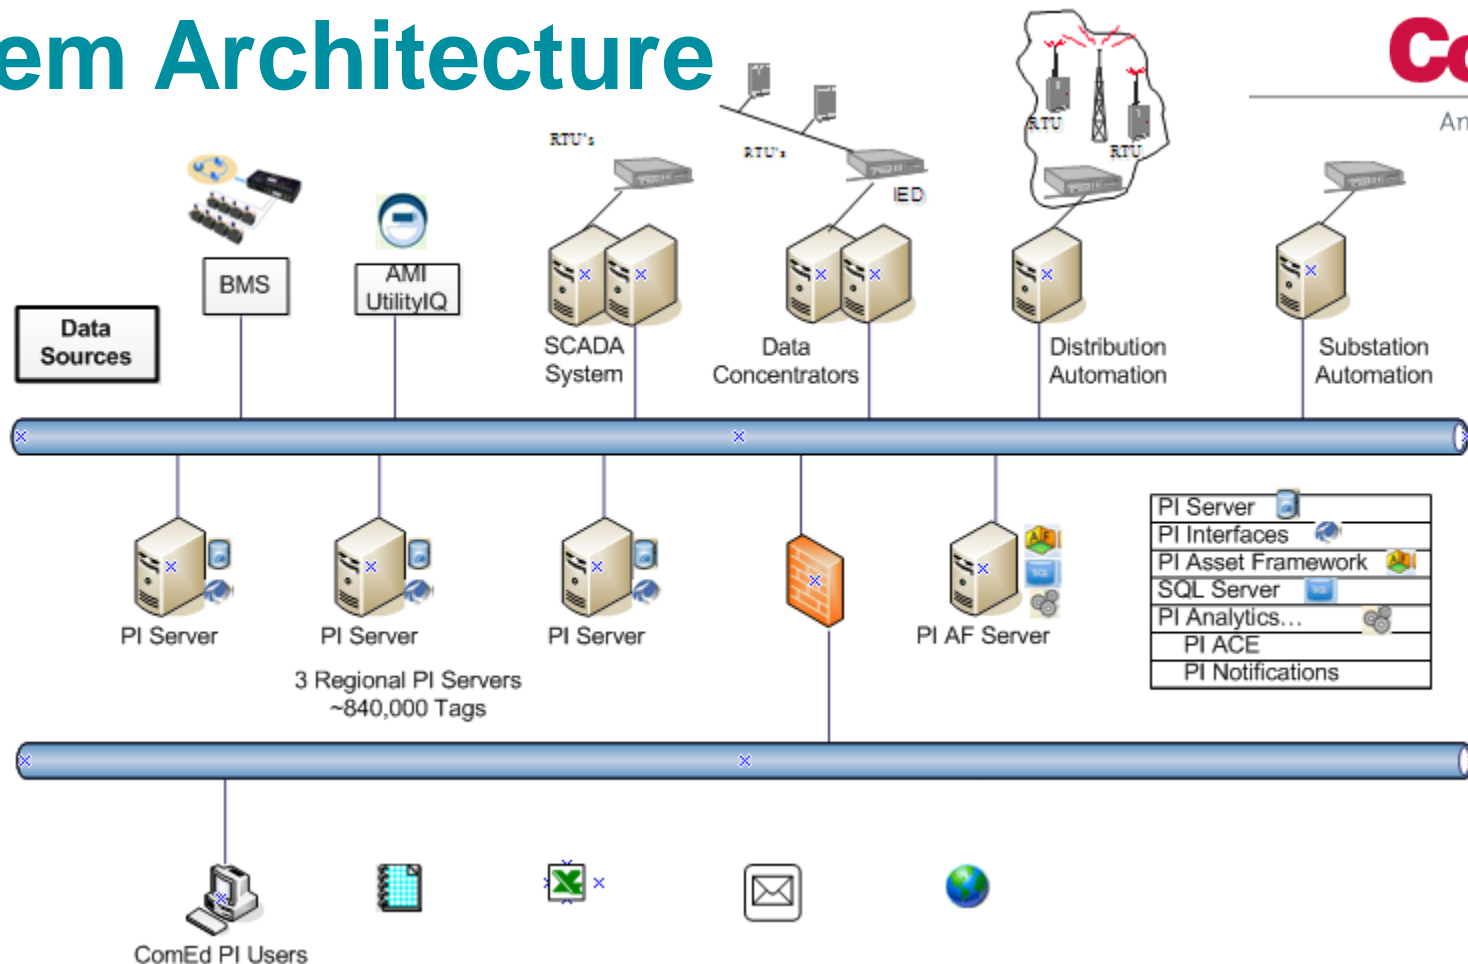 em Architecture
Co
An
RTU's
RTU's
IED
RTU
RTU
BMS
AMI
UtilityIQ
Data
Sources
SCADA
System
Data
Concentrators
Distribution
Automation
Substation
Automation
PI Server
PI Server
PI Server
PI AF Server
3 Regional PI Servers
~840,000 Tags
PI Server
PI Interfaces
PI Asset Framework
SQL Server
PI Analytics...
PI ACE
PI Notifications
ComEd PI Users